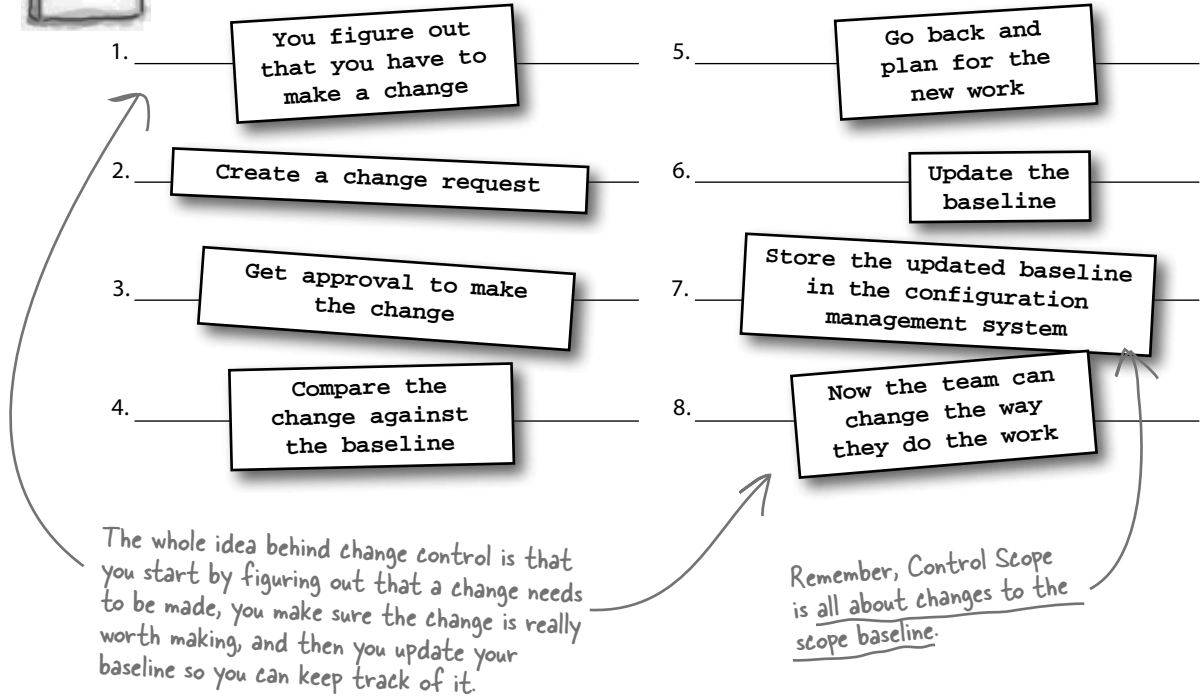 1.
You figure out
that you have to
make a change
2.
Create a change request
3.
Get approval to make
the change
4.
Compare the
change against
the baseline
5.
Go back and
plan for the
new work
6.
Update the
baseline
7.
Store the updated baseline
in the configuration
management system
8.
Now the team can
change the way
they do the work
The whole idea behind change control is that
you start by figuring out that a change needs
to be made, you make sure the change is really
worth making, and then you update your
baseline so you can keep track of it.
Remember, Control Scope
is all about changes to the
scope baseline.